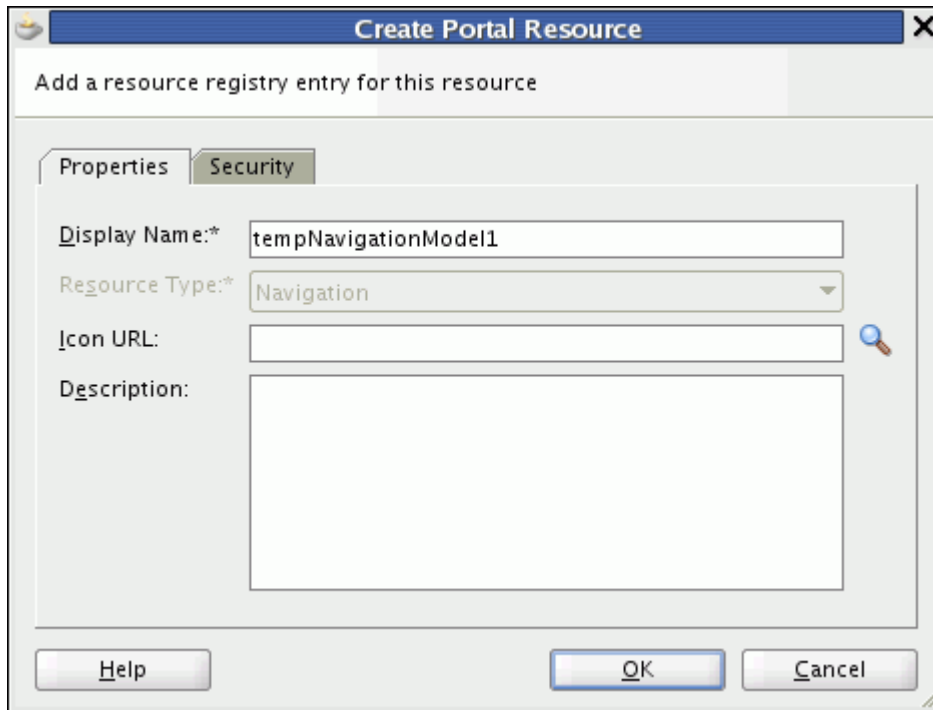 Create Portal Resource
Add a resource registry entry for this resource
Properties Security
Display Name:* tempNavigationModel1
Resource Type:* Navigation
Icon URL:
Description:
Help OK Cancel